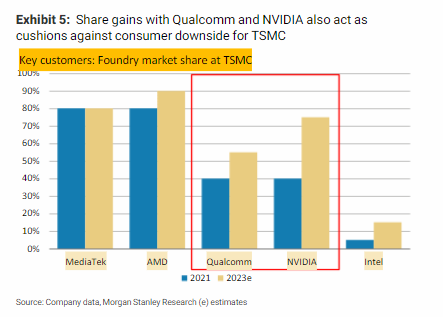 Exhibit 5: Share gains with Qualcomm and NVIDIA also act as
cushions against consumer downside for TSMC
Key customers: Foundry market share at TSMC
100%
90%
80%
70%
60%
50%
40%
30%
20%
10%
0%
MediaTek AMD Qualcomm NVIDIA Intel
2021 2023e
Source: Company data, Morgan Stanley Research (e) estimates